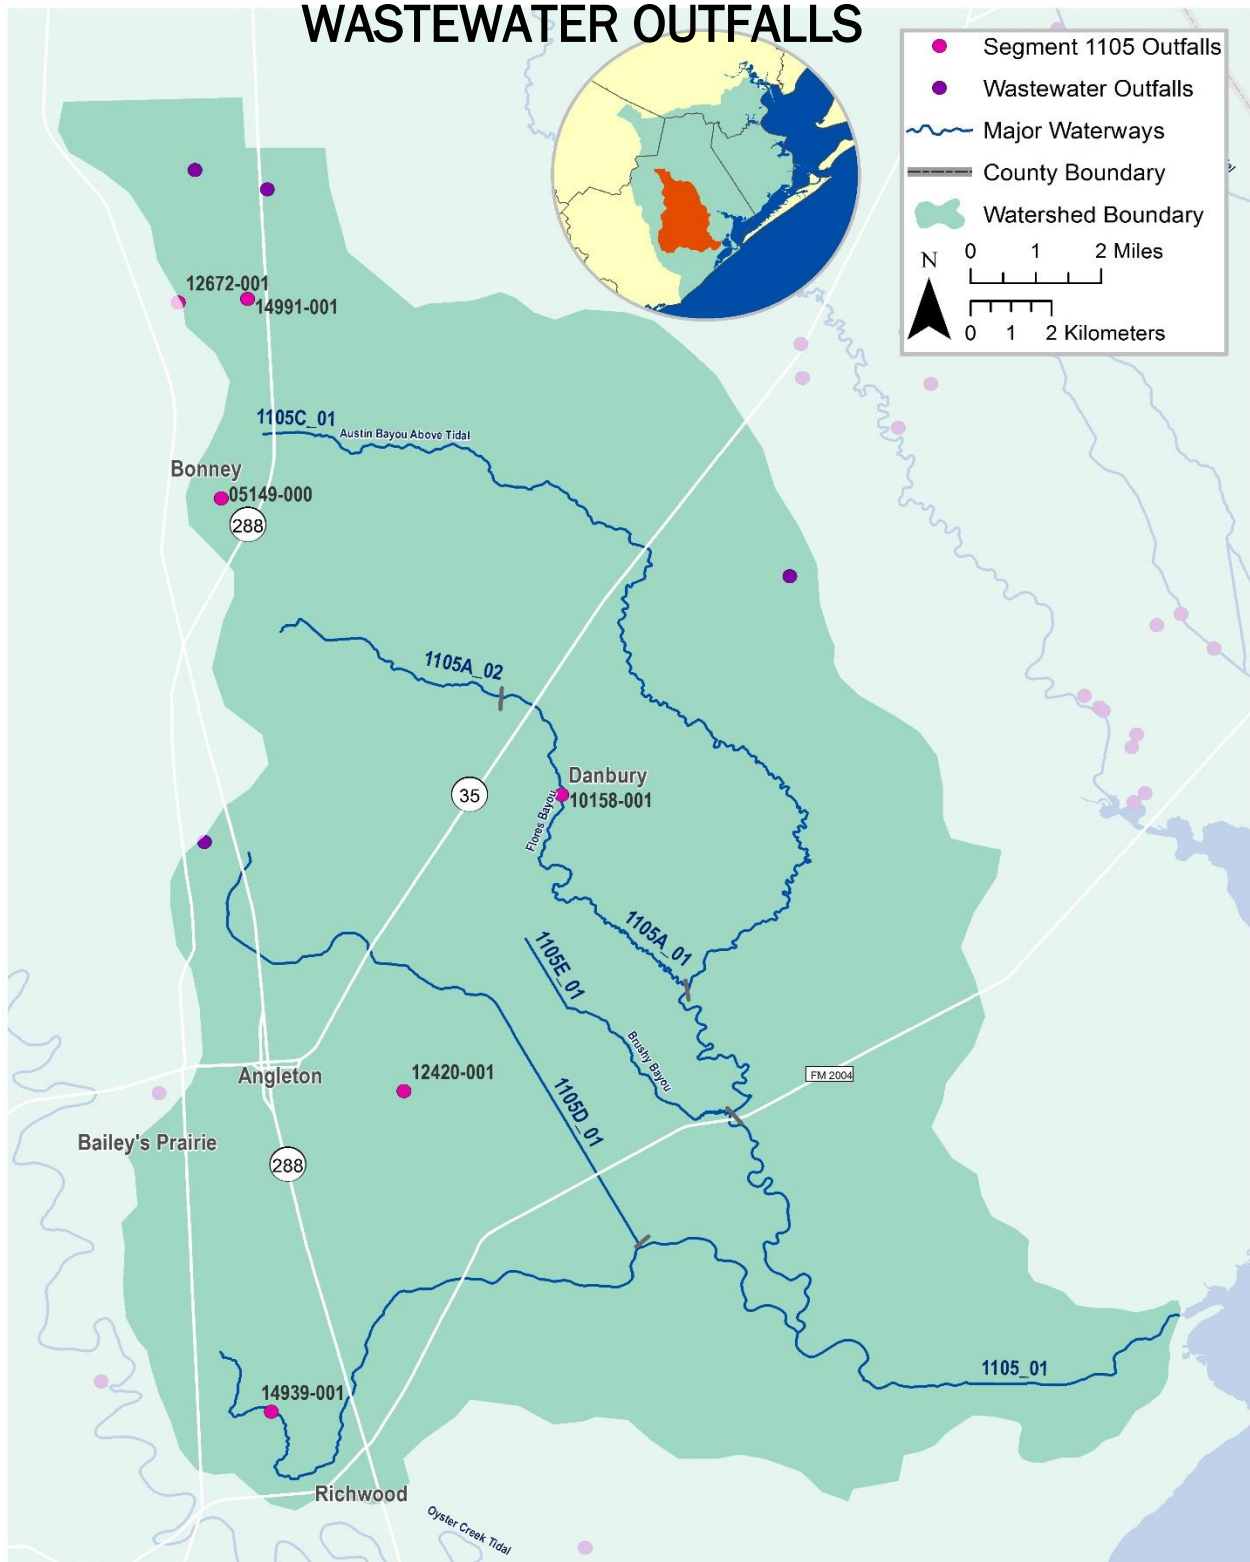 WASTEWATER OUTFALLS
Segment 1105 Outfalls
Wastewater Outfalls
Major Waterways
County Boundary
Watershed Boundary
N
0 1 2 Miles
0 1 2 Kilometers
12672-001
14991-001
1105C_01
Austin Bayou Above Tidal
Bonney
05149-000
288
1105A_02
35
Danbury
10158-001
Flores Bayou
1105A_01
1105E_01
Brushy Bayou
FM 2004
Angleton
12420-001
1105D_01
Bailey's Prairie
288
1105_01
14939-001
Richwood
Oyster Creek Tidal